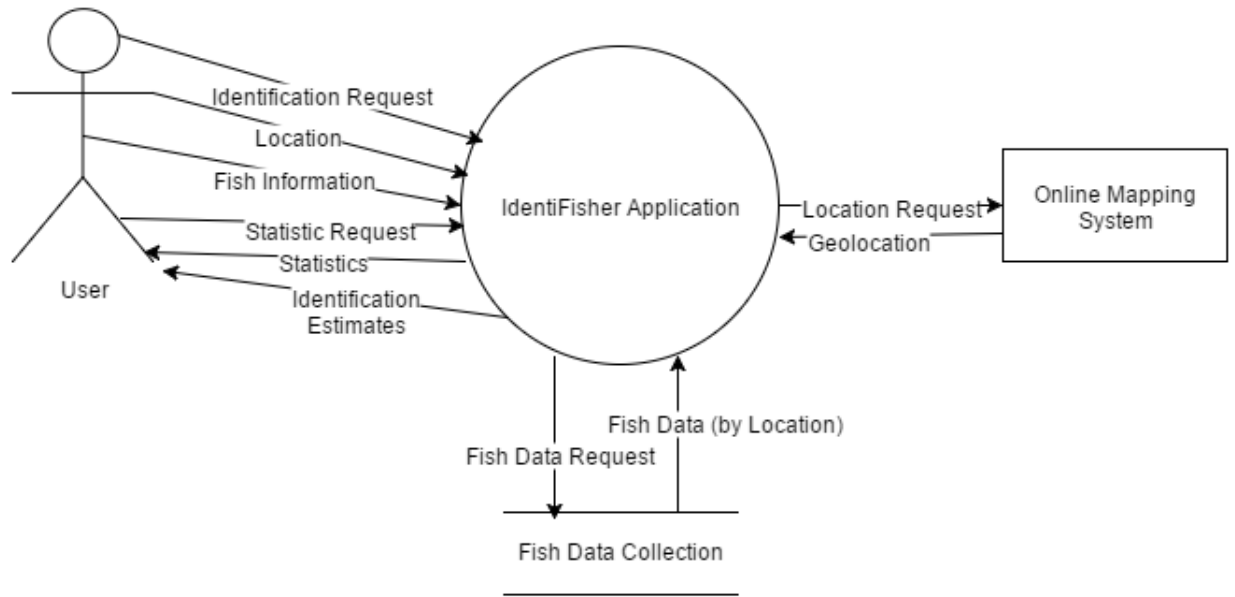 Identification Request
Location
Fish Information
Statistic Request
Statistics
Identification
Estimates
User
IdentiFisher Application
Location Request
Geolocation
Online Mapping
System
Fish Data (by Location)
Fish Data Request
Fish Data Collection